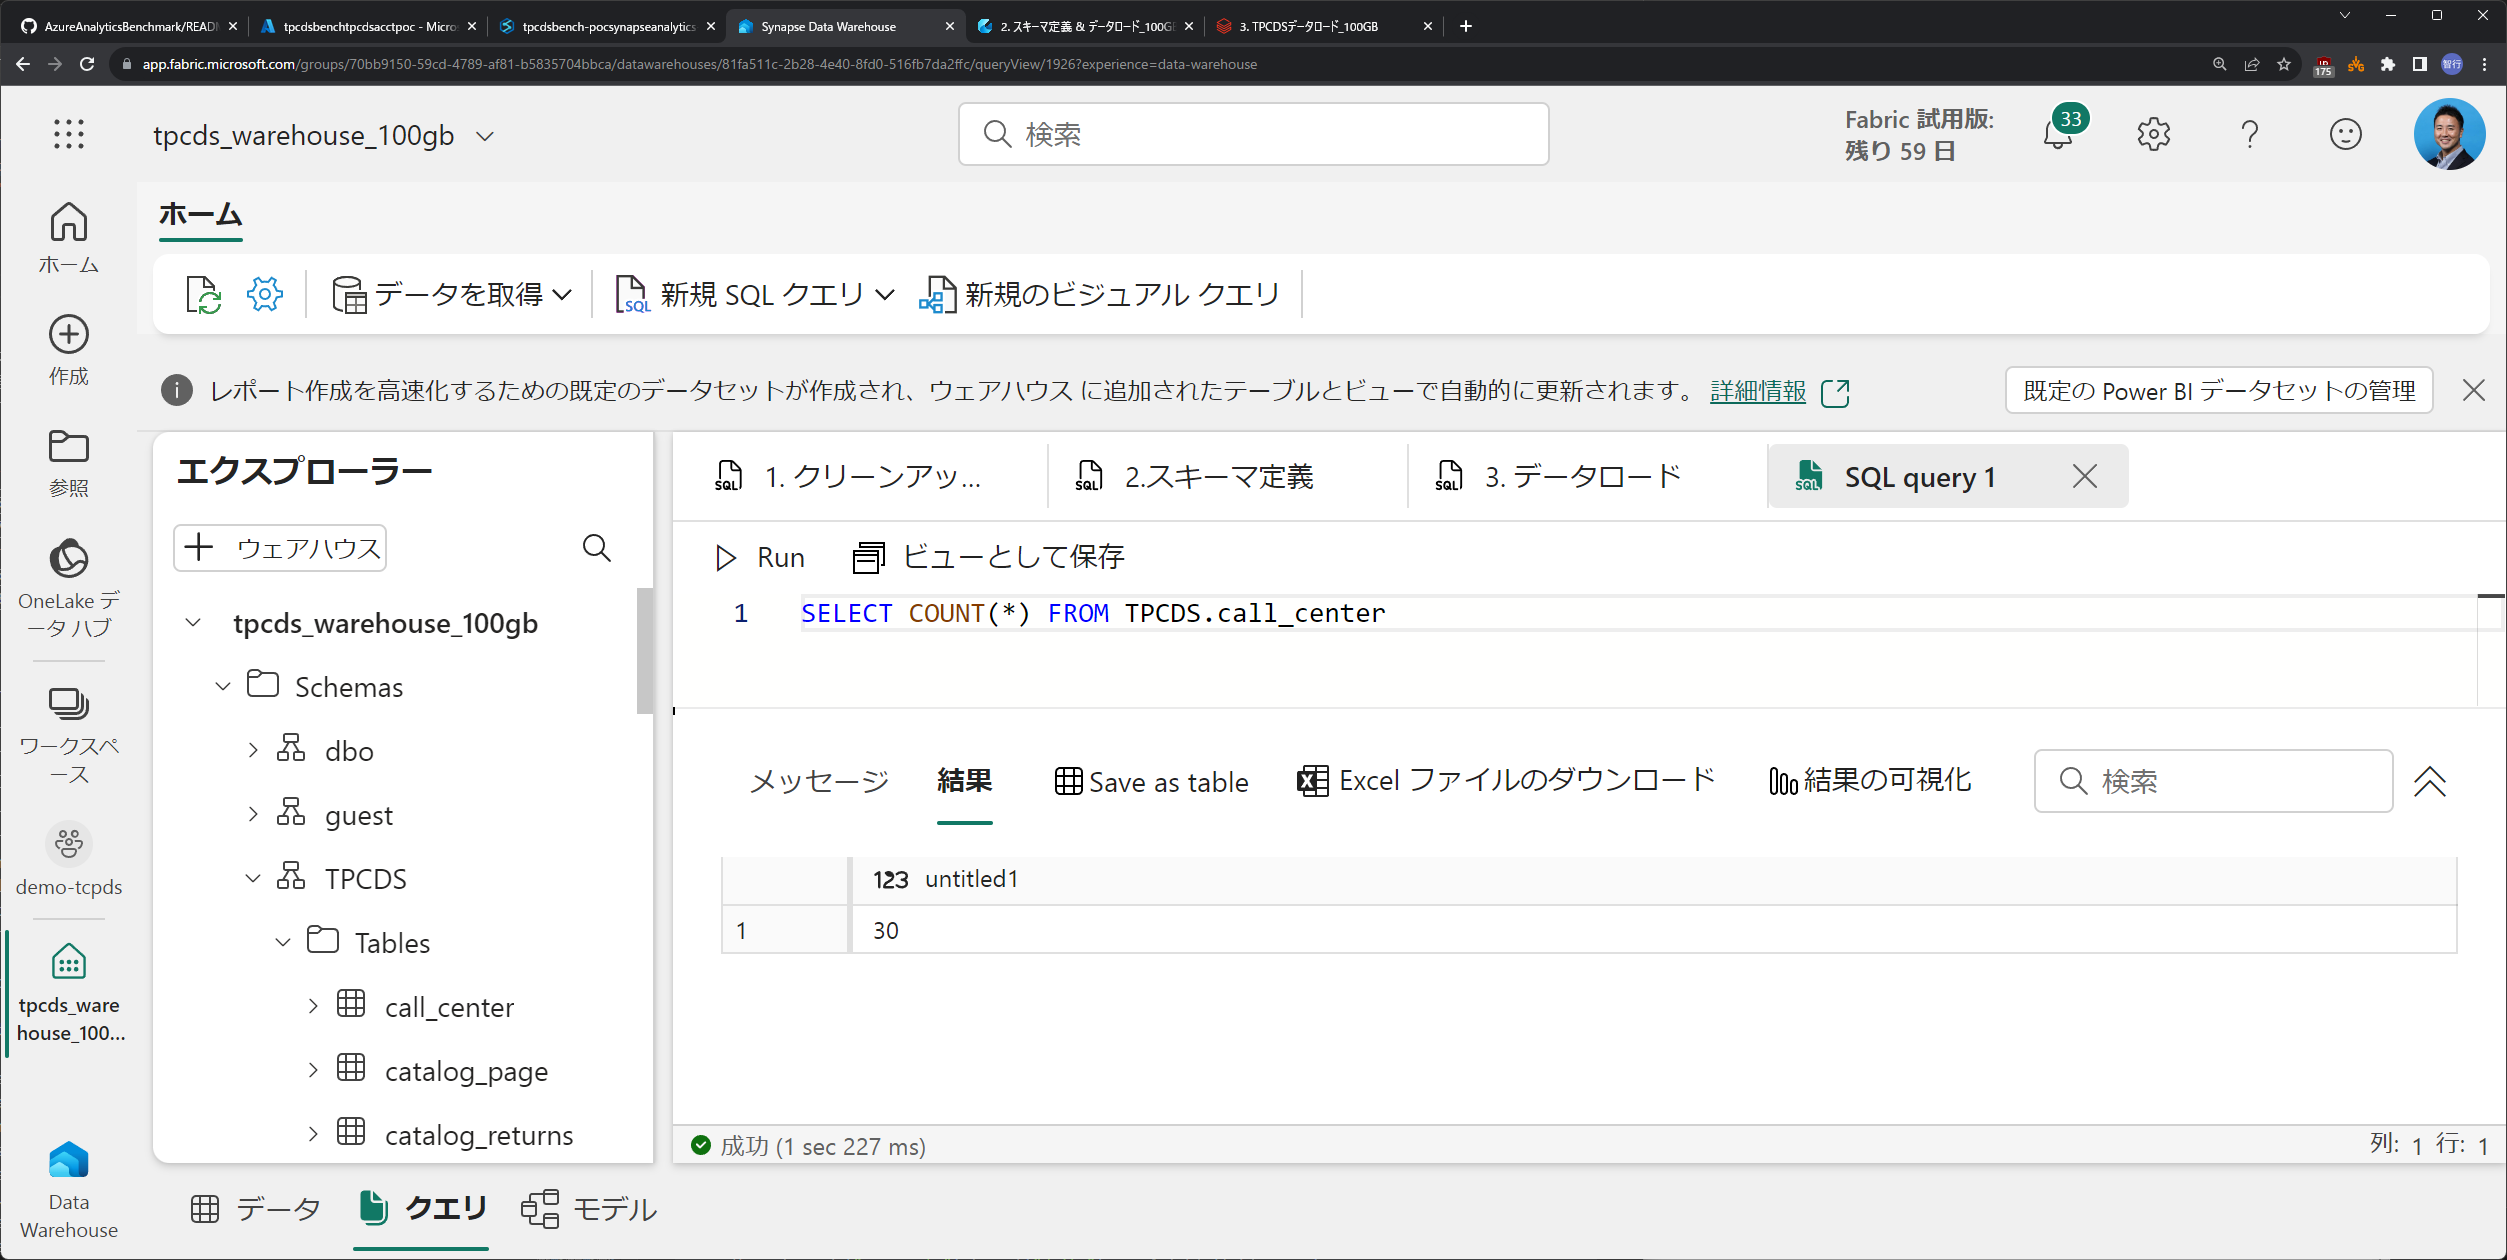 AzureAnalyticsBenchmark/READ
tpcdsbenchtpcdsacctpoc - Micro
tpcdsbench-pocsynapseanalytics
Synapse Data Warehouse
2. スキーマ定義 & データロード_100G
3. TPCDSデータロード_100GB
app.fabric.microsoft.com/groups/70bb9150-59cd-4789-af81-b5835704bbca/datawarehouses/81fa511c-2b28-4e40-8fd0-516fb7da2ffc/queryView/1926?experience=data-warehouse
175
智行
tpcds_warehouse_100gb
検索
Fabric 試用版:
残り 59 日
33
ホーム
作成
参照
OneLake デ
ータ ハブ
ワークスペ
ース
demo-tcpds
tpcds_ware
house_100...
Data
Warehouse
ホーム
データを取得
SQL
新規 SQL クエリ
新規のビジュアル クエリ
レポート作成を高速化するための既定のデータセットが作成され、ウェアハウス に追加されたテーブルとビューで自動的に更新されます。 詳細情報
既定の Power BI データセットの管理
エクスプローラー
ウェアハウス
tpcds_warehouse_100gb
Schemas
dbo
guest
TPCDS
Tables
call_center
catalog_page
catalog_returns
SQL
1. クリーンアッ...
SQL
2.スキーマ定義
SQL
3. データロード
SQL
SQL query 1
Run
ビューとして保存
1
SELECT COUNT(*) FROM TPCDS.call_center
メッセージ
結果
Save as table
Excel ファイルのダウンロード
結果の可視化
検索
123 untitled1
1 30
成功 (1 sec 227 ms)
列: 1 行: 1
データ
クエリ
モデル